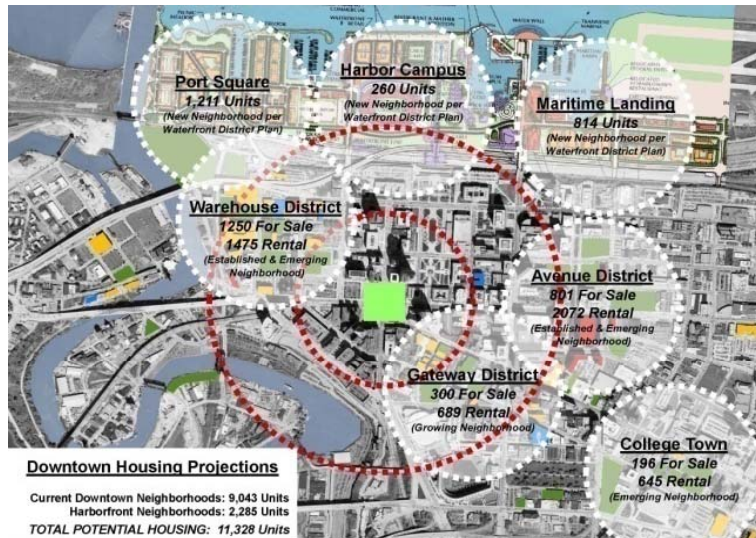 Port Square
1,211 Units
(New Neighborhood per
Waterfront District Plan)
Harbor Campus
260 Units
(New Neighborhood per
Waterfront District Plan)
Maritime Landing
814 Units
(New Neighborhood per
Waterfront District Plan)
Warehouse District
1250 For Sale
1475 Rental
(Established & Emerging
Neighborhood)
Avenue District
801 For Sale
2072 Rental
(Established & Emerging
Neighborhood)
Gateway District
300 For Sale
689 Rental
(Growing Neighborhood)
College Town
196 For Sale
645 Rental
(Emerging Neighborhood)
Downtown Housing Projections
Current Downtown Neighborhoods: 9,043 Units
Harborfront Neighborhoods: 2,285 Units
TOTAL POTENTIAL HOUSING: 11,328 Units